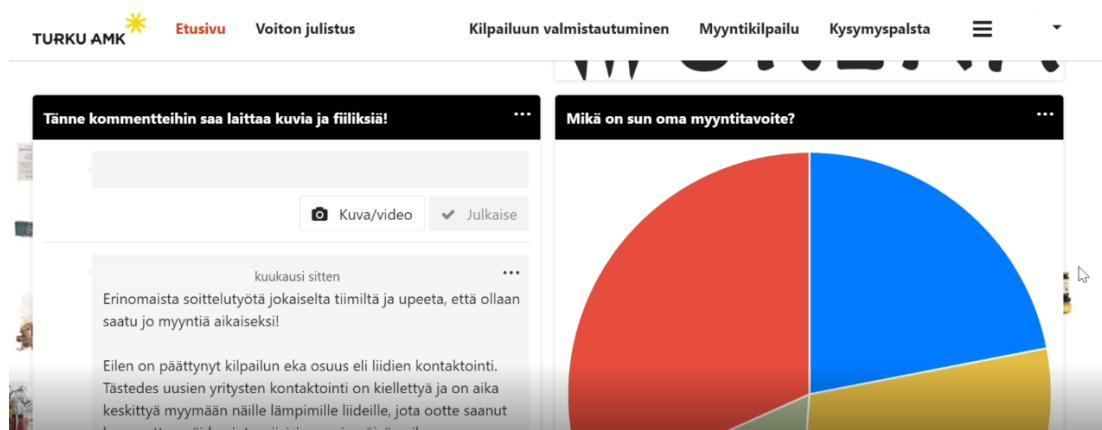 TURKU AMK
Etusivu
Voiton julistus
Kilpailuun valmistautuminen
Myyntikilpailu
Kysymyspalsta
Tänne kommentteihin saa laittaa kuvia ja fiiliksiä!
Kuva/video
Julkaise
kuukausi sitten
Erinomaista soittelutyötä jokaiselta tiimiltä ja upeeta, että ollaan
saatu jo myyntiä aikaiseksi!
Eilen on päättynyt kilpailun eka osuus eli liidien kontaktointi.
Tästedes uusien yritysten kontaktointi on kiellettyä ja on aika
keskittyä myymään näille lämpimille liideille, jota ootte saanut
Mikä on sun oma myyntitavoite?